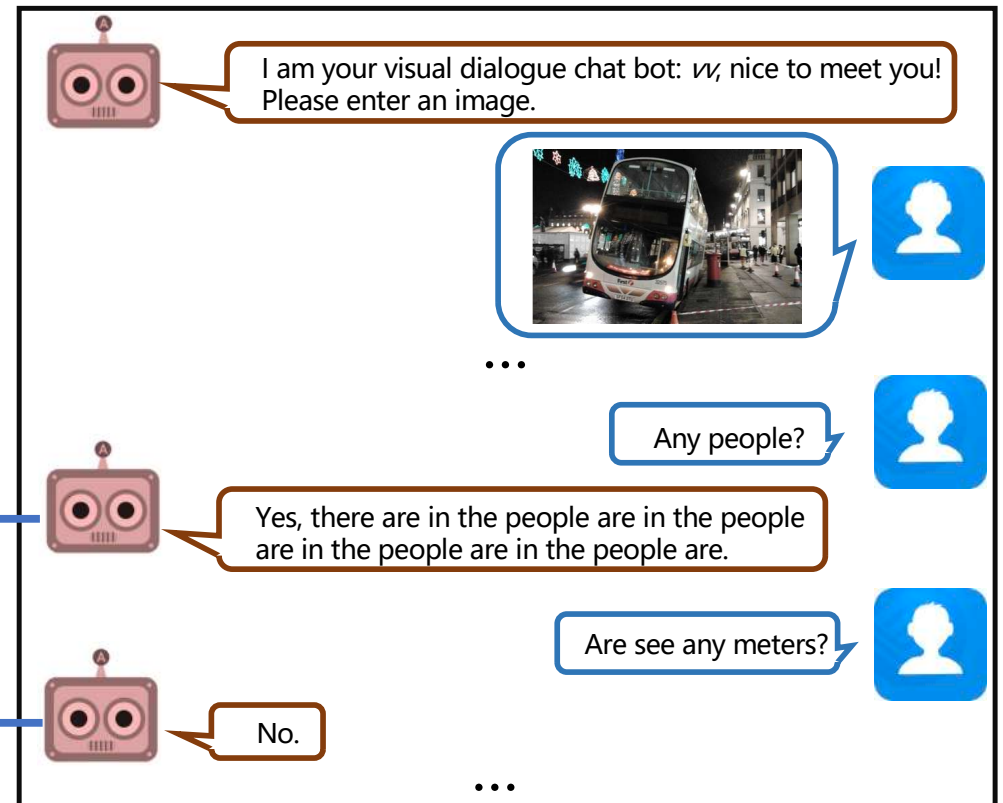 A
I am your visual dialogue chat bot: vv, nice to meet you!
Please enter an image.
First
...
Any people?
A
Yes, there are in the people are in the people
are in the people are in the people are.
Are see any meters?
A
No.
...